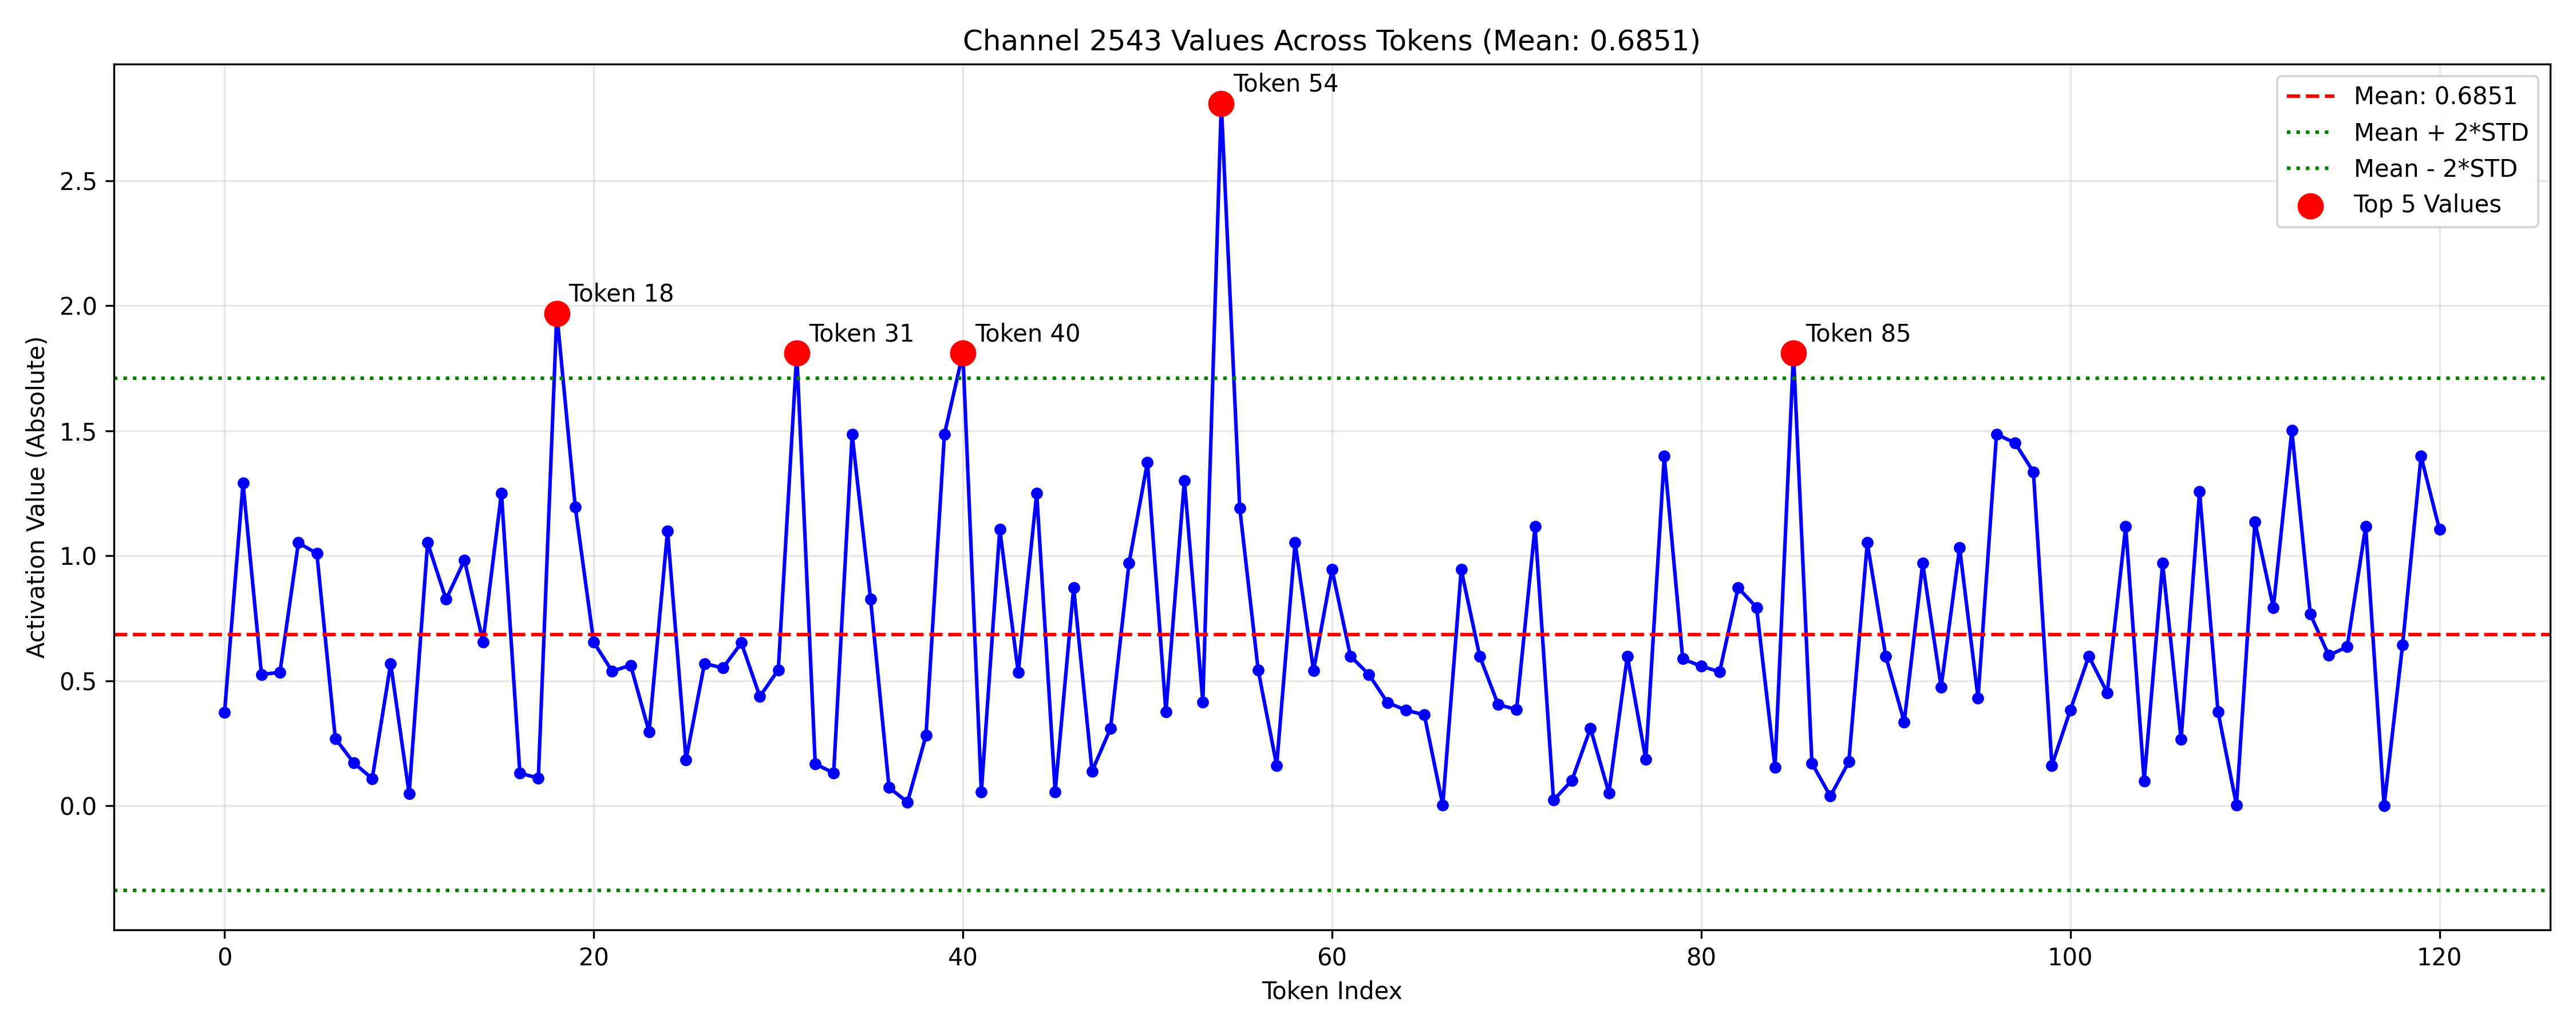 Channel 2543 Values Across Tokens (Mean: 0.6851)
Token 54
Token 18
Token 31
Token 40
Token 85
Mean: 0.6851
Mean + 2*STD
Mean - 2*STD
Top 5 Values
Activation Value (Absolute)
2.5
2.0
1.5
1.0
0.5
0.0
0
20
40
60
80
100
120
Token Index